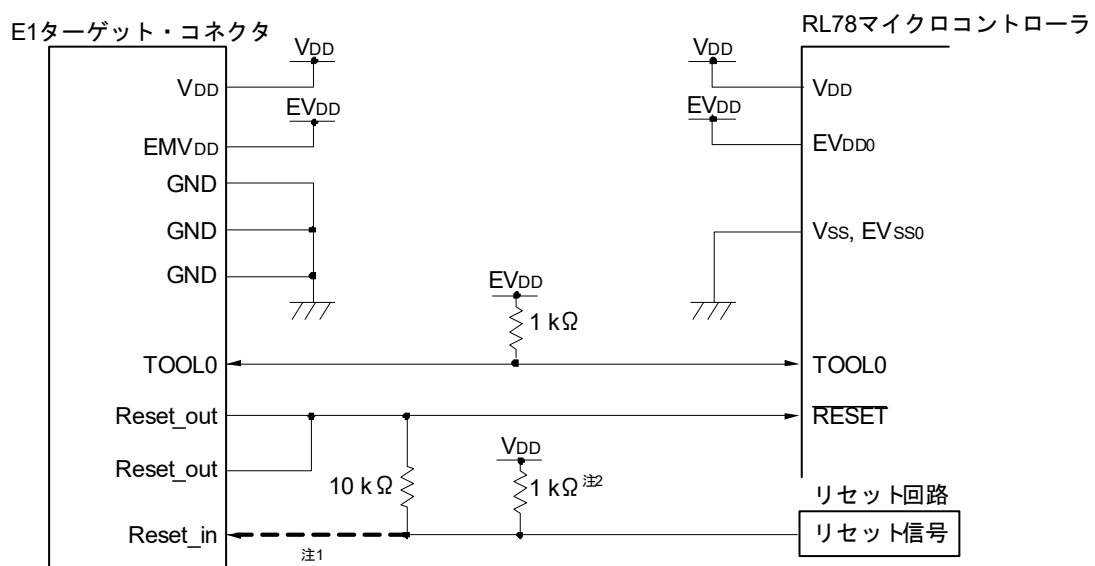 E1ターゲット・コネクタ
RL78マイクロコントローラ
VDD
VDD
VDD
VDD
EVDD
EVDD
EMVDD
EVDD0
GND
GND
VSS, EVSS0
GND
EVDD
1 kΩ
TOOL0
TOOL0
Reset_out
RESET
VDD
Reset_out
10 kΩ
1 kΩ 注2
リセット回路
Reset_in
リセット信号
注1